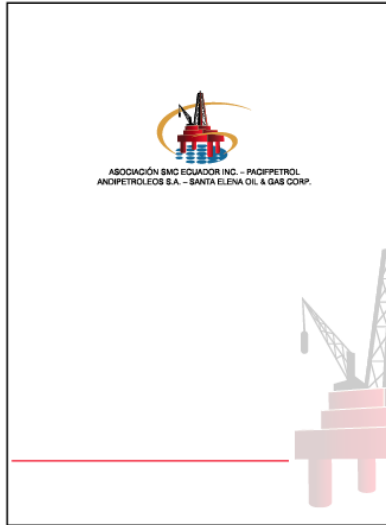 ASOCIACIÓN SMC ECUADOR INC. – PACIFPETROL
ANDIPETROLEOS S.A. – SANTA ELENA OIL & GAS CORP.